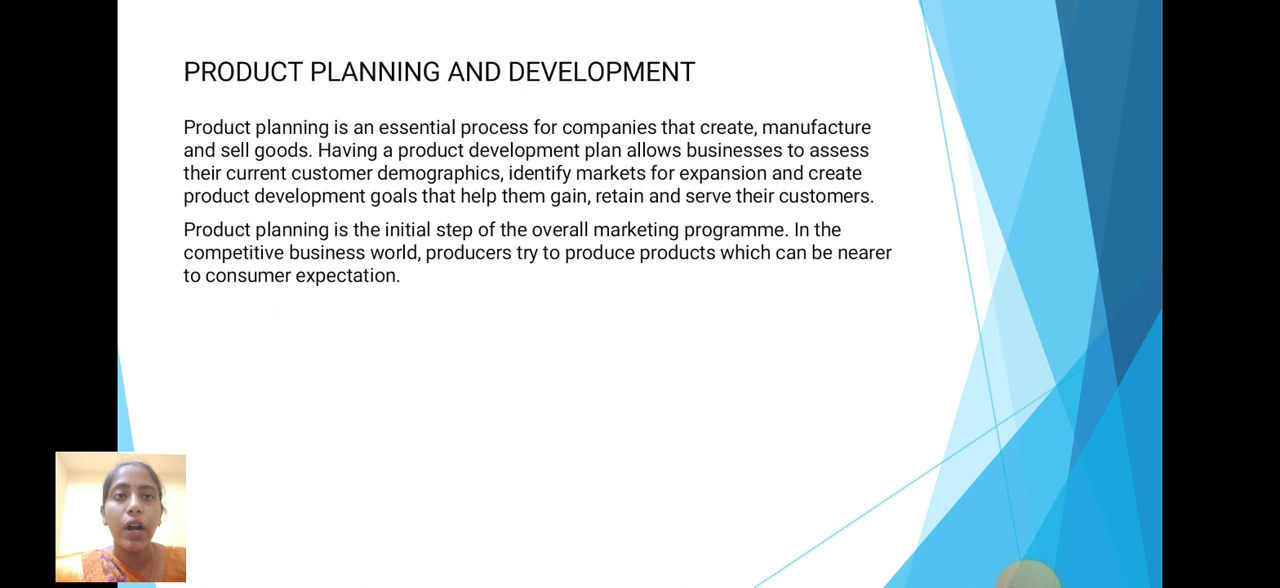 PRODUCT PLANNING AND DEVELOPMENT
Product planning is an essential process for companies that create, manufacture
and sell goods. Having a product development plan allows businesses to assess
their current customer demographics, identify markets for expansion and create
product development goals that help them gain, retain and serve their customers.
Product planning is the initial step of the overall marketing programme. In the
competitive business world, producers try to produce products which can be nearer
to consumer expectation.